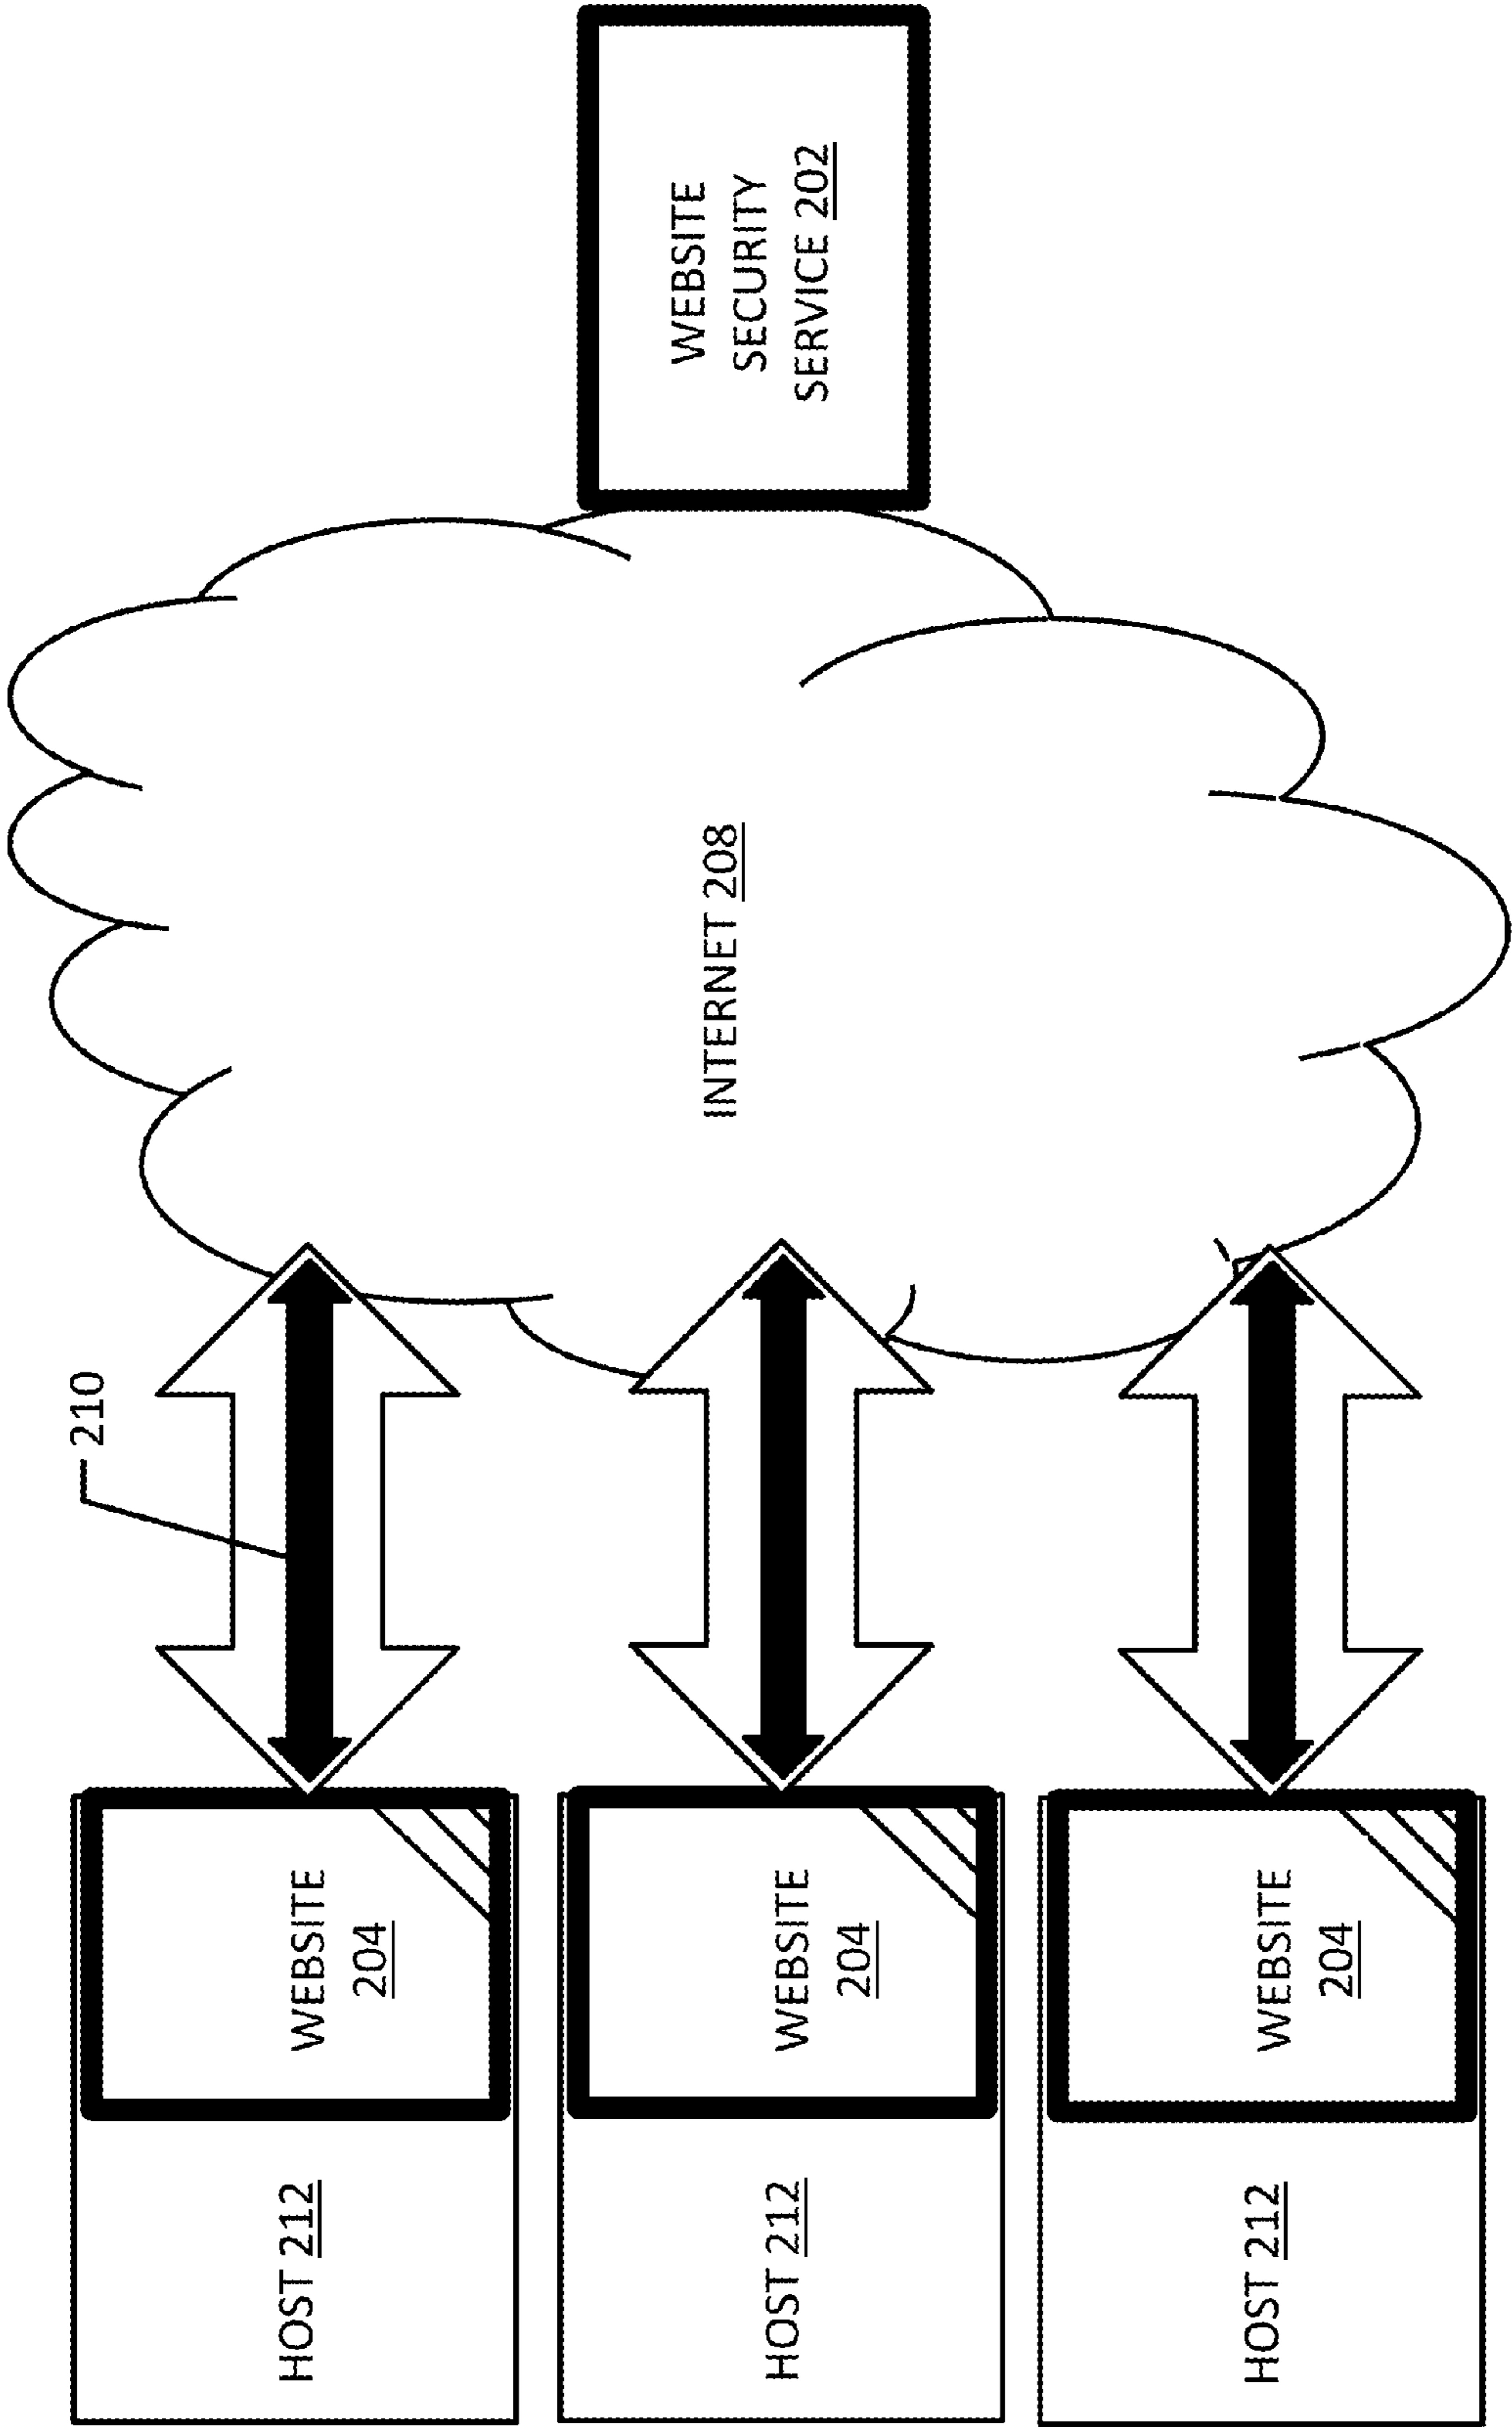 HOST 212
WEBSITE
204
HOST 212
WEBSITE
204
HOST 212
WEBSITE
204
210
INTERNET 208
WEBSITE
SECURITY
SERVICE 202